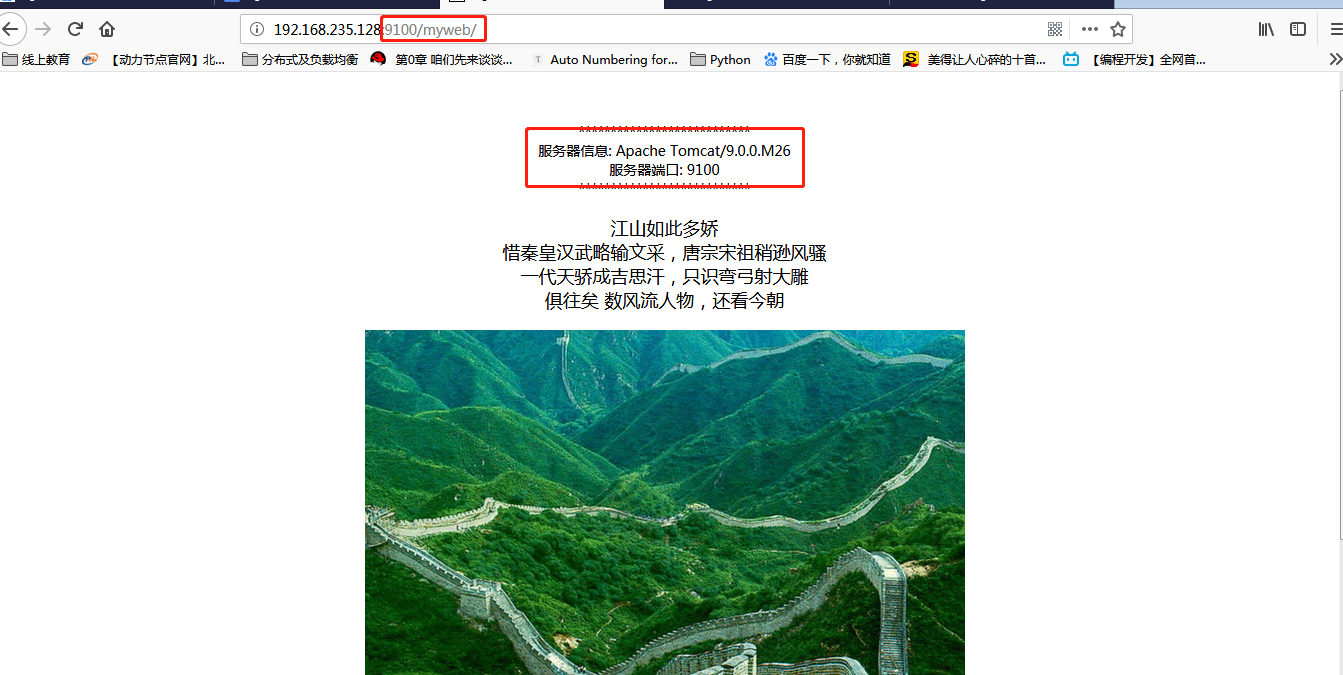 192.168.235.128:9100/myweb/
线上教育 【动力节点官网】北... 分布式及负载均衡 第0章 咱们先来谈谈... T Auto Numbering for... Python 百度一下，你就知道 S 美得让人心碎的十首... 【编程开发】全网首...
**************************
服务器信息: Apache Tomcat/9.0.0.M26
服务器端口: 9100
**************************
江山如此多娇
惜秦皇汉武略输文采，唐宗宋祖稍逊风骚
一代天骄成吉思汗，只识弯弓射大雕
俱往矣 数风流人物，还看今朝